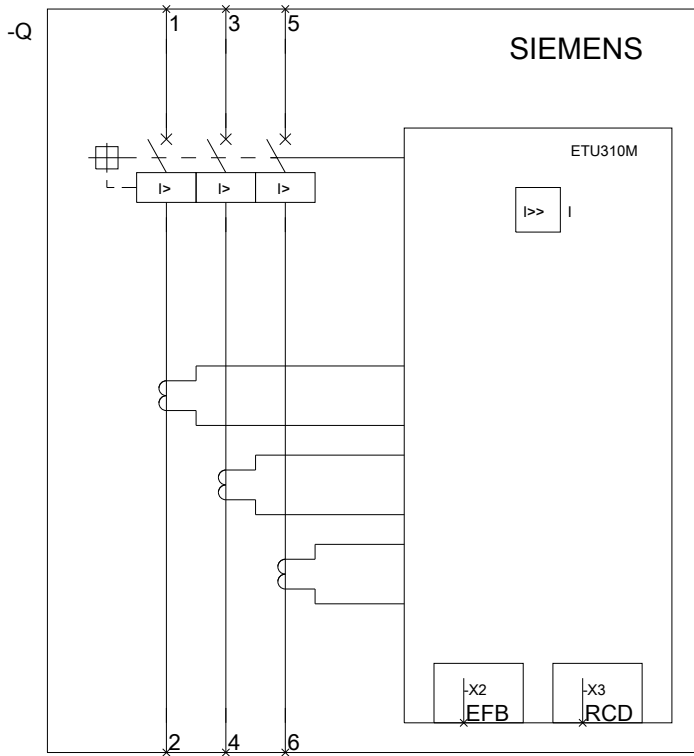 -Q
1 3 5
SIEMENS
ETU310M
I> I> I>
I>> I
-X2 -X3
EFB RCD
2 4 6